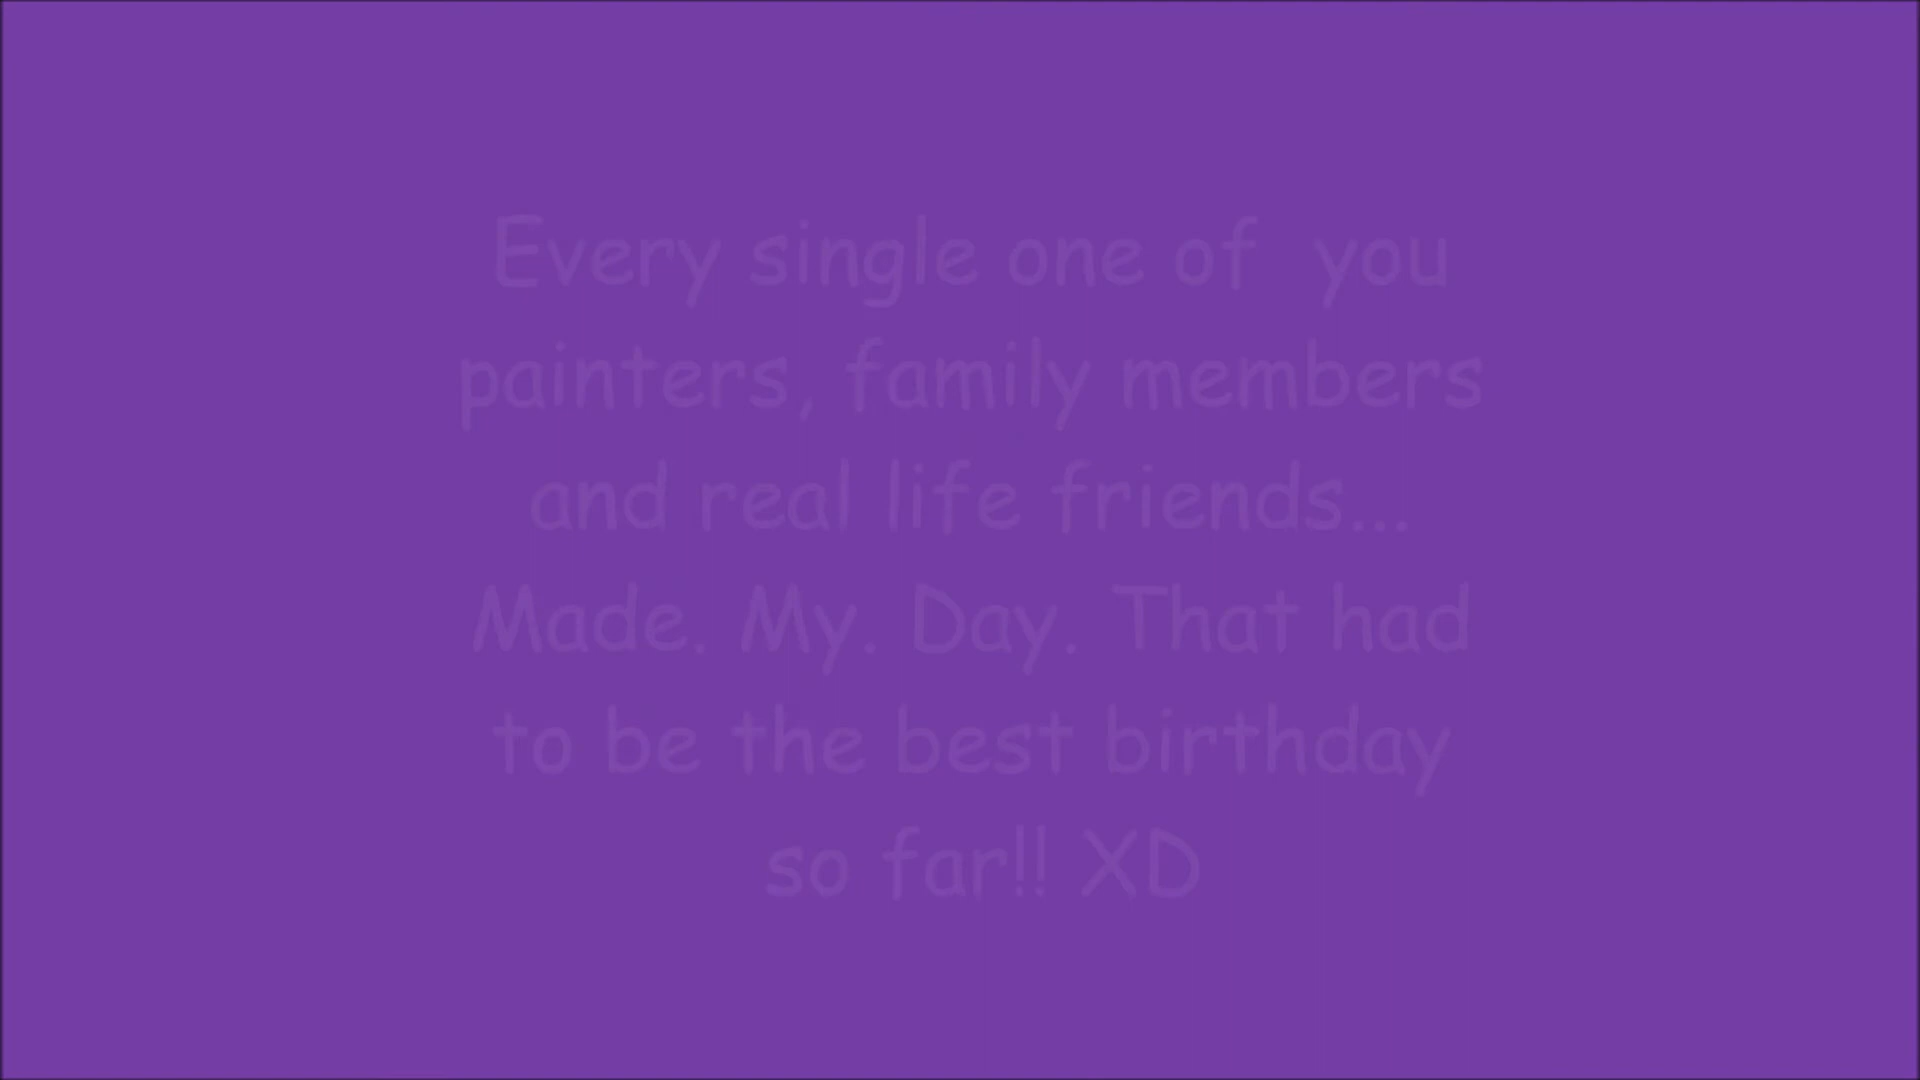 Every single one of  you
painters, family members
and real life friends...
Made. My. Day. That had
to be the best birthday
so far!! XD